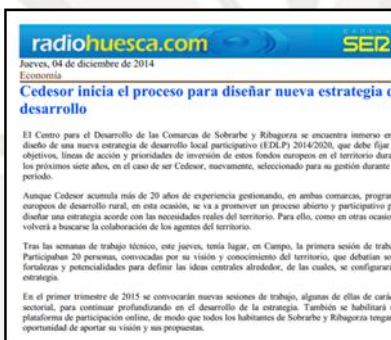 radiohuesca.com
SER
Jueves, 04 de diciembre de 2014
Economía
Cedesor inicia el proceso para diseñar nueva estrategia d
desarrollo
El Centro para el Desarrollo de las Comarcas de Sobrarbe y Ribagorza se encuentra inmerso en
diseño de una nueva estrategia de desarrollo local participativo (EDLP) 2014/2020, que debe fijar
objetivos, líneas de acción y prioridades de inversión de estos fondos europeos en el territorio dura
los próximos siete años, en el caso de ser Cedesor, nuevamente, seleccionado para su gestión durante
periodo.
Aunque Cedesor acumula más de 20 años de experiencia gestionando, en ambas comarcas, program
europeos de desarrollo rural, en esta ocasión, se va a promover un proceso abierto y participativo p
diseñar una estrategia acorde con las necesidades reales del territorio. Para ello, como en otras ocasion
volverá a buscarse la colaboración de los agentes del territorio.
Tras las semanas de trabajo técnico, este jueves, tenía lugar, en Campo, la primera sesión de traba
Participaban 20 personas, convocadas por su visión y conocimiento del territorio, que debatían so
fortalezas y potencialidades para definir las ideas centrales alrededor, de las cuales, se configurar
estrategia.
En el primer trimestre de 2015 se convocarán nuevas sesiones de trabajo, algunas de ellas de cará
sectorial, para continuar profundizando en el desarrollo de la estrategia. También se habilitará
plataforma de participación online, de modo que todos los habitantes de Sobrarbe y Ribagorza tengan
oportunidad de aportar su visión y sus propuestas.